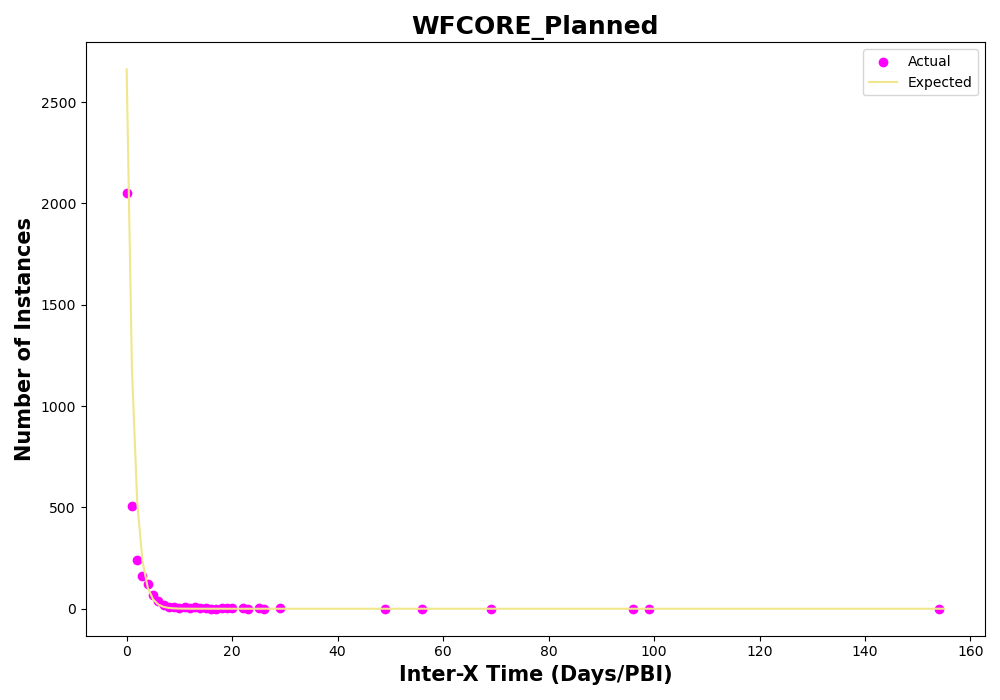 WFCORE_Planned
Actual
Expected
Number of Instances
2500
2000
1500
1000
500
0
0 20 40 60 80 100 120 140 160
Inter-X Time (Days/PBI)